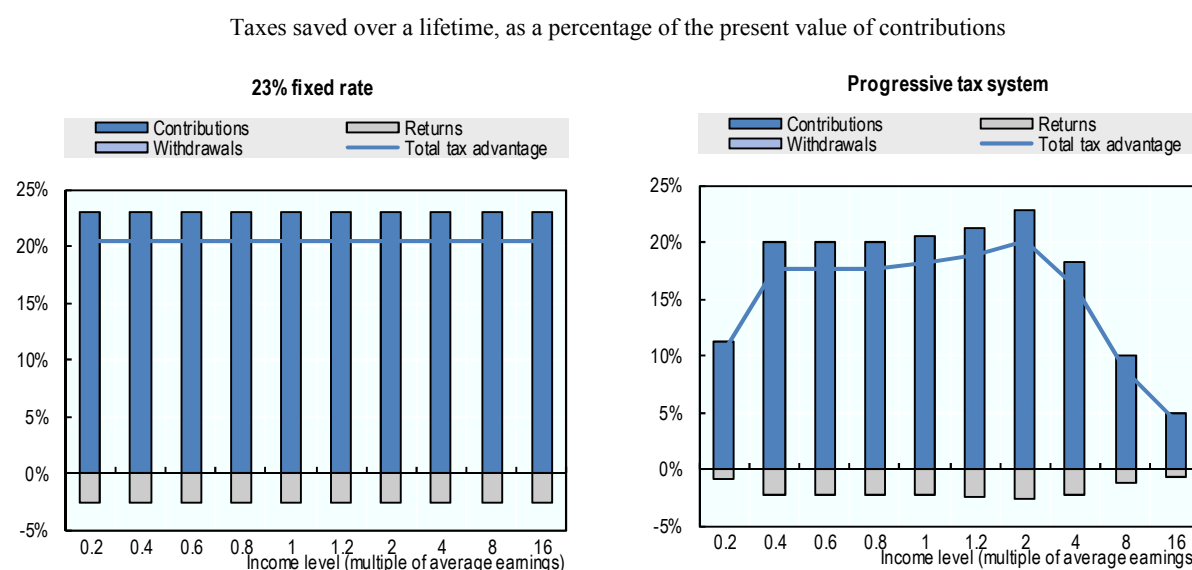 Taxes saved over a lifetime, as a percentage of the present value of contributions
23% fixed rate
Contributions Returns
Withdrawals Total tax advantage
25%
20%
15%
10%
5%
0%
-5%
0.2 0.4 0.6 0.8 1 1.2 2 4 8 16
Income level (multiple of average earnings)
Progressive tax system
Contributions Returns
Withdrawals Total tax advantage
25%
20%
15%
10%
5%
0%
-5%
0.2 0.4 0.6 0.8 1 1.2 2 4 8 16
Income level (multiple of average earnings